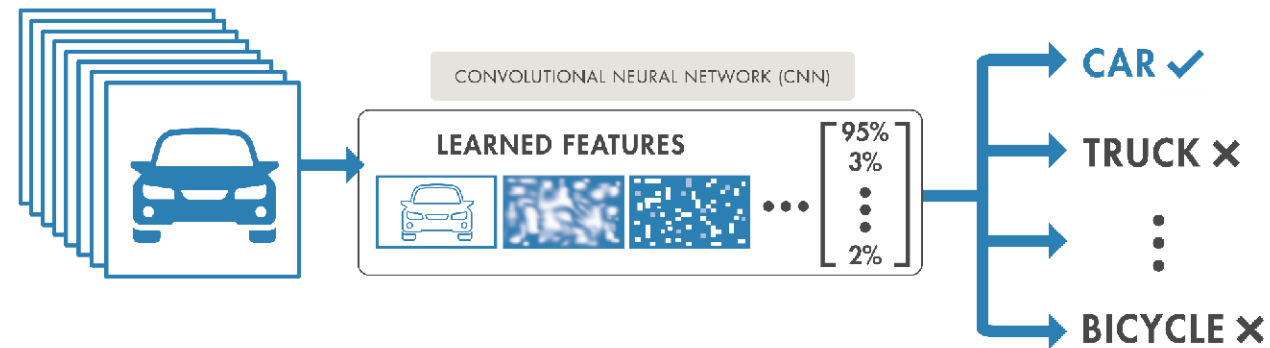 CONVOLUTIONAL NEURAL NETWORK (CNN)
LEARNED FEATURES
95%
3%
2%
CAR
TRUCK
BICYCLE